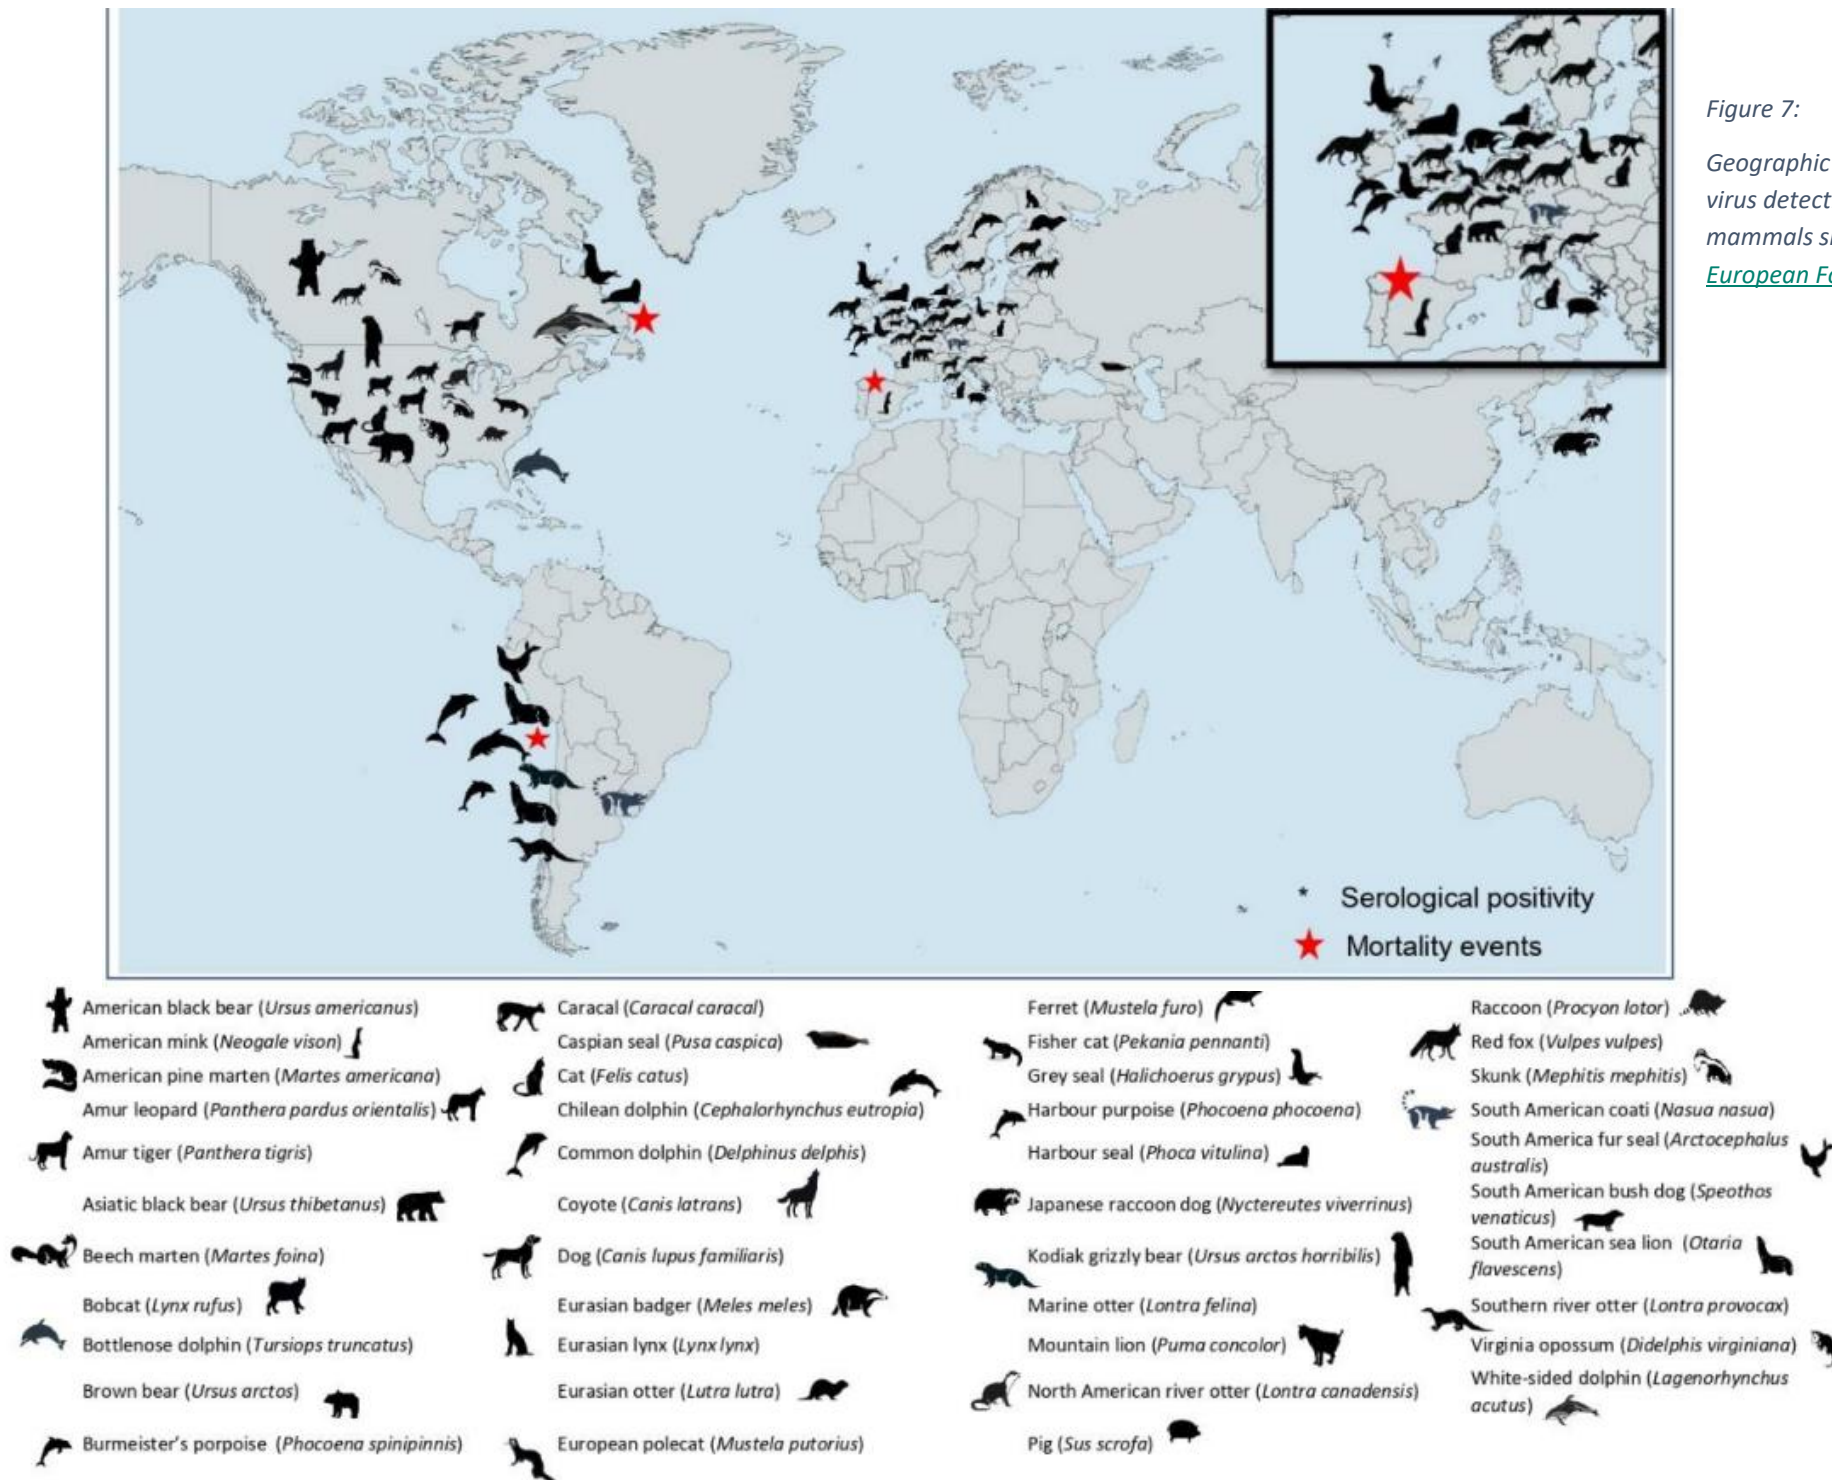 Figure 7:
Geographic
virus detect
mammals s
European Fo
* Serological positivity
Mortality events
American black bear (Ursus americanus)
American mink (Neogale vison)
American pine marten (Martes americana)
Amur leopard (Panthera pardus orientalis)
Amur tiger (Panthera tigris)
Asiatic black bear (Ursus thibetanus)
Beech marten (Martes foina)
Bobcat (Lynx rufus)
Bottlenose dolphin (Tursiops truncatus)
Brown bear (Ursus arctos)
Burmeister's porpoise (Phocoena spinipinnis)
Caracal (Caracal caracal)
Caspian seal (Pusa caspica)
Cat (Felis catus)
Chilean dolphin (Cephalorhynchus eutropia)
Common dolphin (Delphinus delphis)
Coyote (Canis latrans)
Dog (Canis lupus familiaris)
Eurasian badger (Meles meles)
Eurasian lynx (Lynx lynx)
Eurasian otter (Lutra lutra)
European polecat (Mustela putorius)
Ferret (Mustela furo)
Fisher cat (Pekania pennanti)
Grey seal (Halichoerus grypus)
Harbour purpoise (Phocoena phocoena)
Harbour seal (Phoca vitulina)
Japanese raccoon dog (Nyctereutes viverrinus)
Kodiak grizzly bear (Ursus arctos horribilis)
Marine otter (Lontra felina)
Mountain lion (Puma concolor)
North American river otter (Lontra canadensis)
Pig (Sus scrofa)
Raccoon (Procyon lotor)
Red fox (Vulpes vulpes)
Skunk (Mephitis mephitis)
South American coati (Nasua nasua)
South America fur seal (Arctocephalus
australis)
South American bush dog (Speothos
venaticus)
South American sea lion (Otaria
flavescens)
Southern river otter (Lontra provocax)
Virginia opossum (Didelphis virginiana)
White-sided dolphin (Lagenorhynchus
acutus)